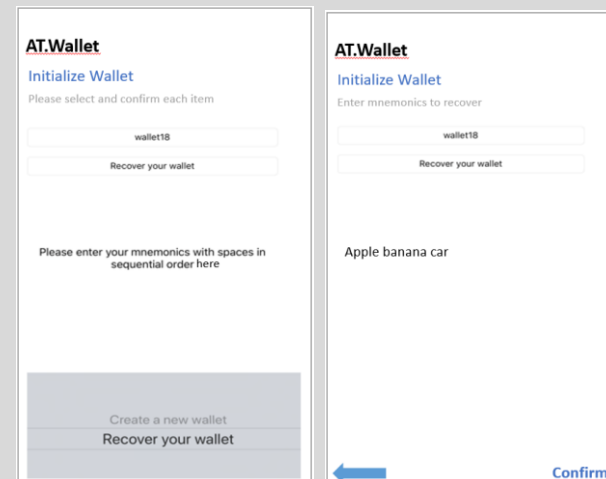 AT.Wallet
Initialize Wallet
Please select and confirm each item
wallet18
Recover your wallet
Please enter your mnemonics with spaces in
sequential order here
Create a new wallet
Recover your wallet
AT.Wallet
Initialize Wallet
Enter mnemonics to recover
wallet18
Recover your wallet
Apple banana car
Confirm